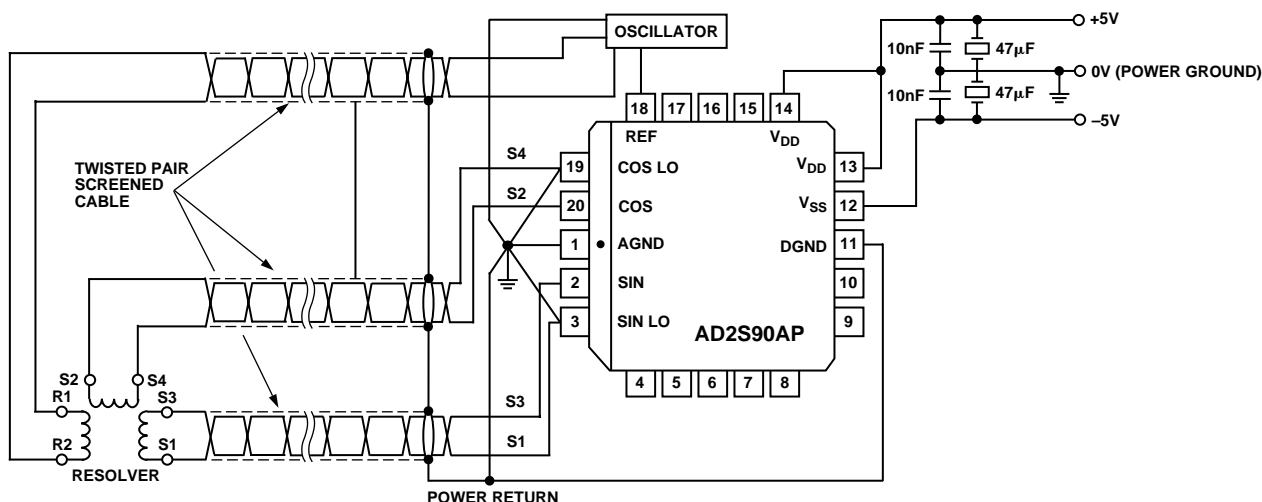 OSCILLATOR
+5V
10nF
47µF
0V (POWER GROUND)
10nF
47µF
–5V
18 17 16 15 14
REF
VDD
TWISTED PAIR
SCREENED
CABLE
S4
19
COS LO
VDD
13
S2
20
COS
VSS
12
1
AGND
DGND
11
2
SIN
10
3
SIN LO
AD2S90AP
9
4 5 6 7 8
S2
S4
R1
S3
S3
R2
S1
S1
RESOLVER
POWER RETURN